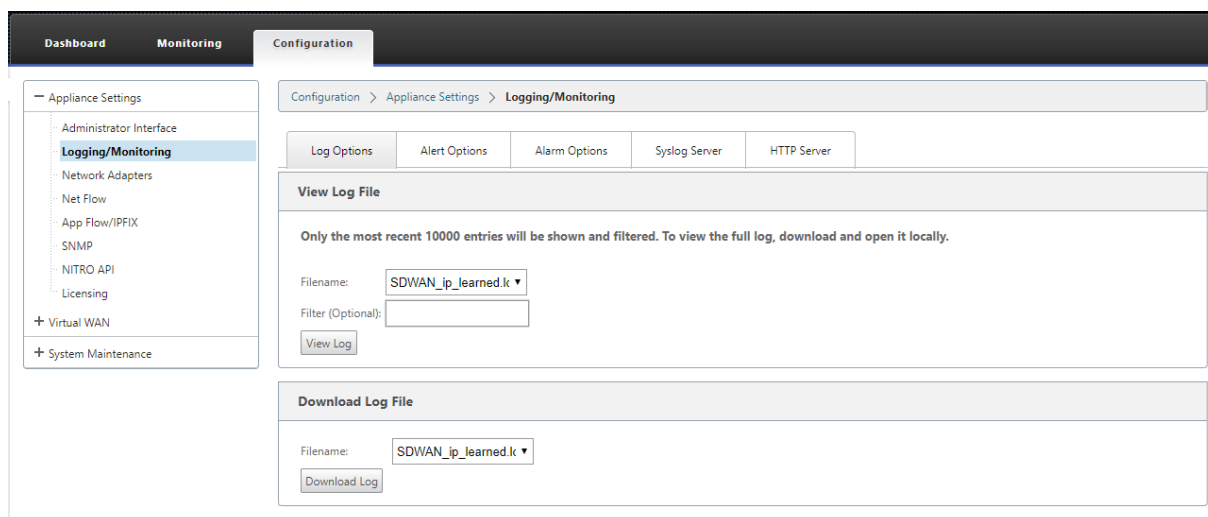 Dashboard Monitoring Configuration
Appliance Settings
Administrator Interface
Logging/Monitoring
Network Adapters
Net Flow
App Flow/IPFIX
SNMP
NITRO API
Licensing
+ Virtual WAN
+ System Maintenance
Configuration > Appliance Settings > Logging/Monitoring
Log Options Alert Options Alarm Options Syslog Server HTTP Server
View Log File
Only the most recent 10000 entries will be shown and filtered. To view the full log, download and open it locally.
Filename: SDWAN_ip_learned.lo
Filter (Optional):
View Log
Download Log File
Filename: SDWAN_ip_learned.lo
Download Log